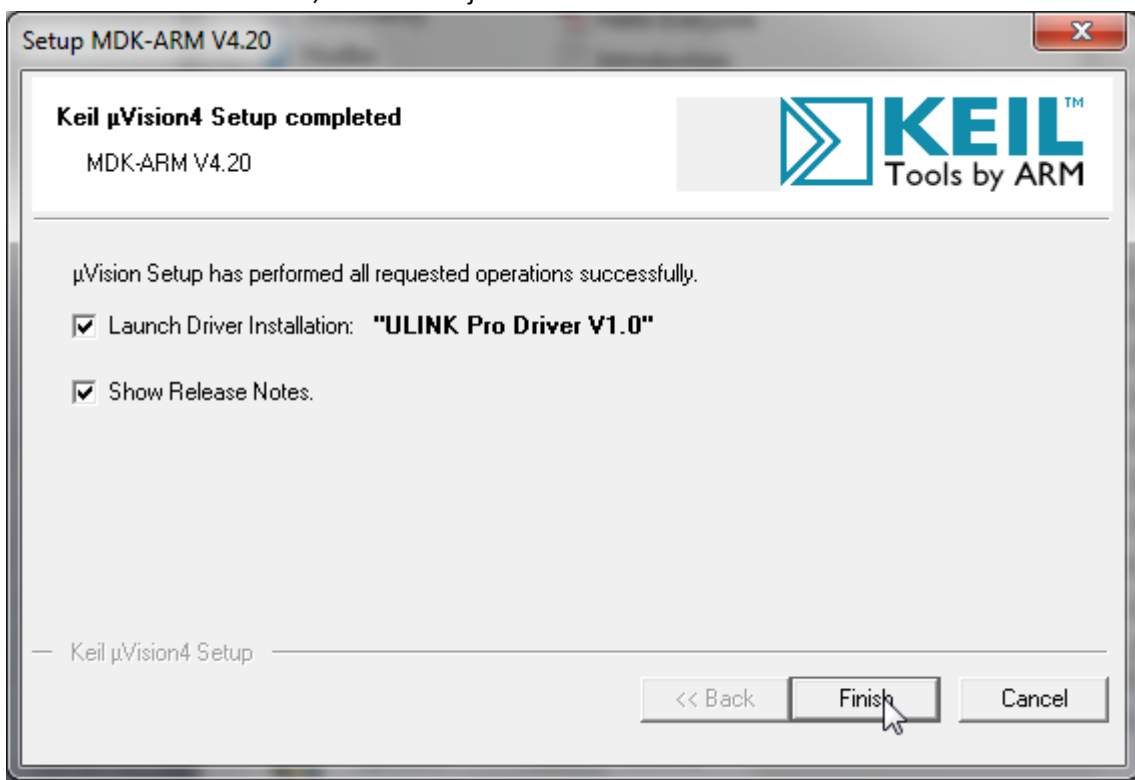 Setup MDK-ARM V4.20
Keil µVision4 Setup completed
MDK-ARM V4.20
KEIL™
Tools by ARM
µVision Setup has performed all requested operations successfully.
Launch Driver Installation: "ULINK Pro Driver V1.0"
Show Release Notes.
Keil µVision4 Setup
<< Back Finish Cancel